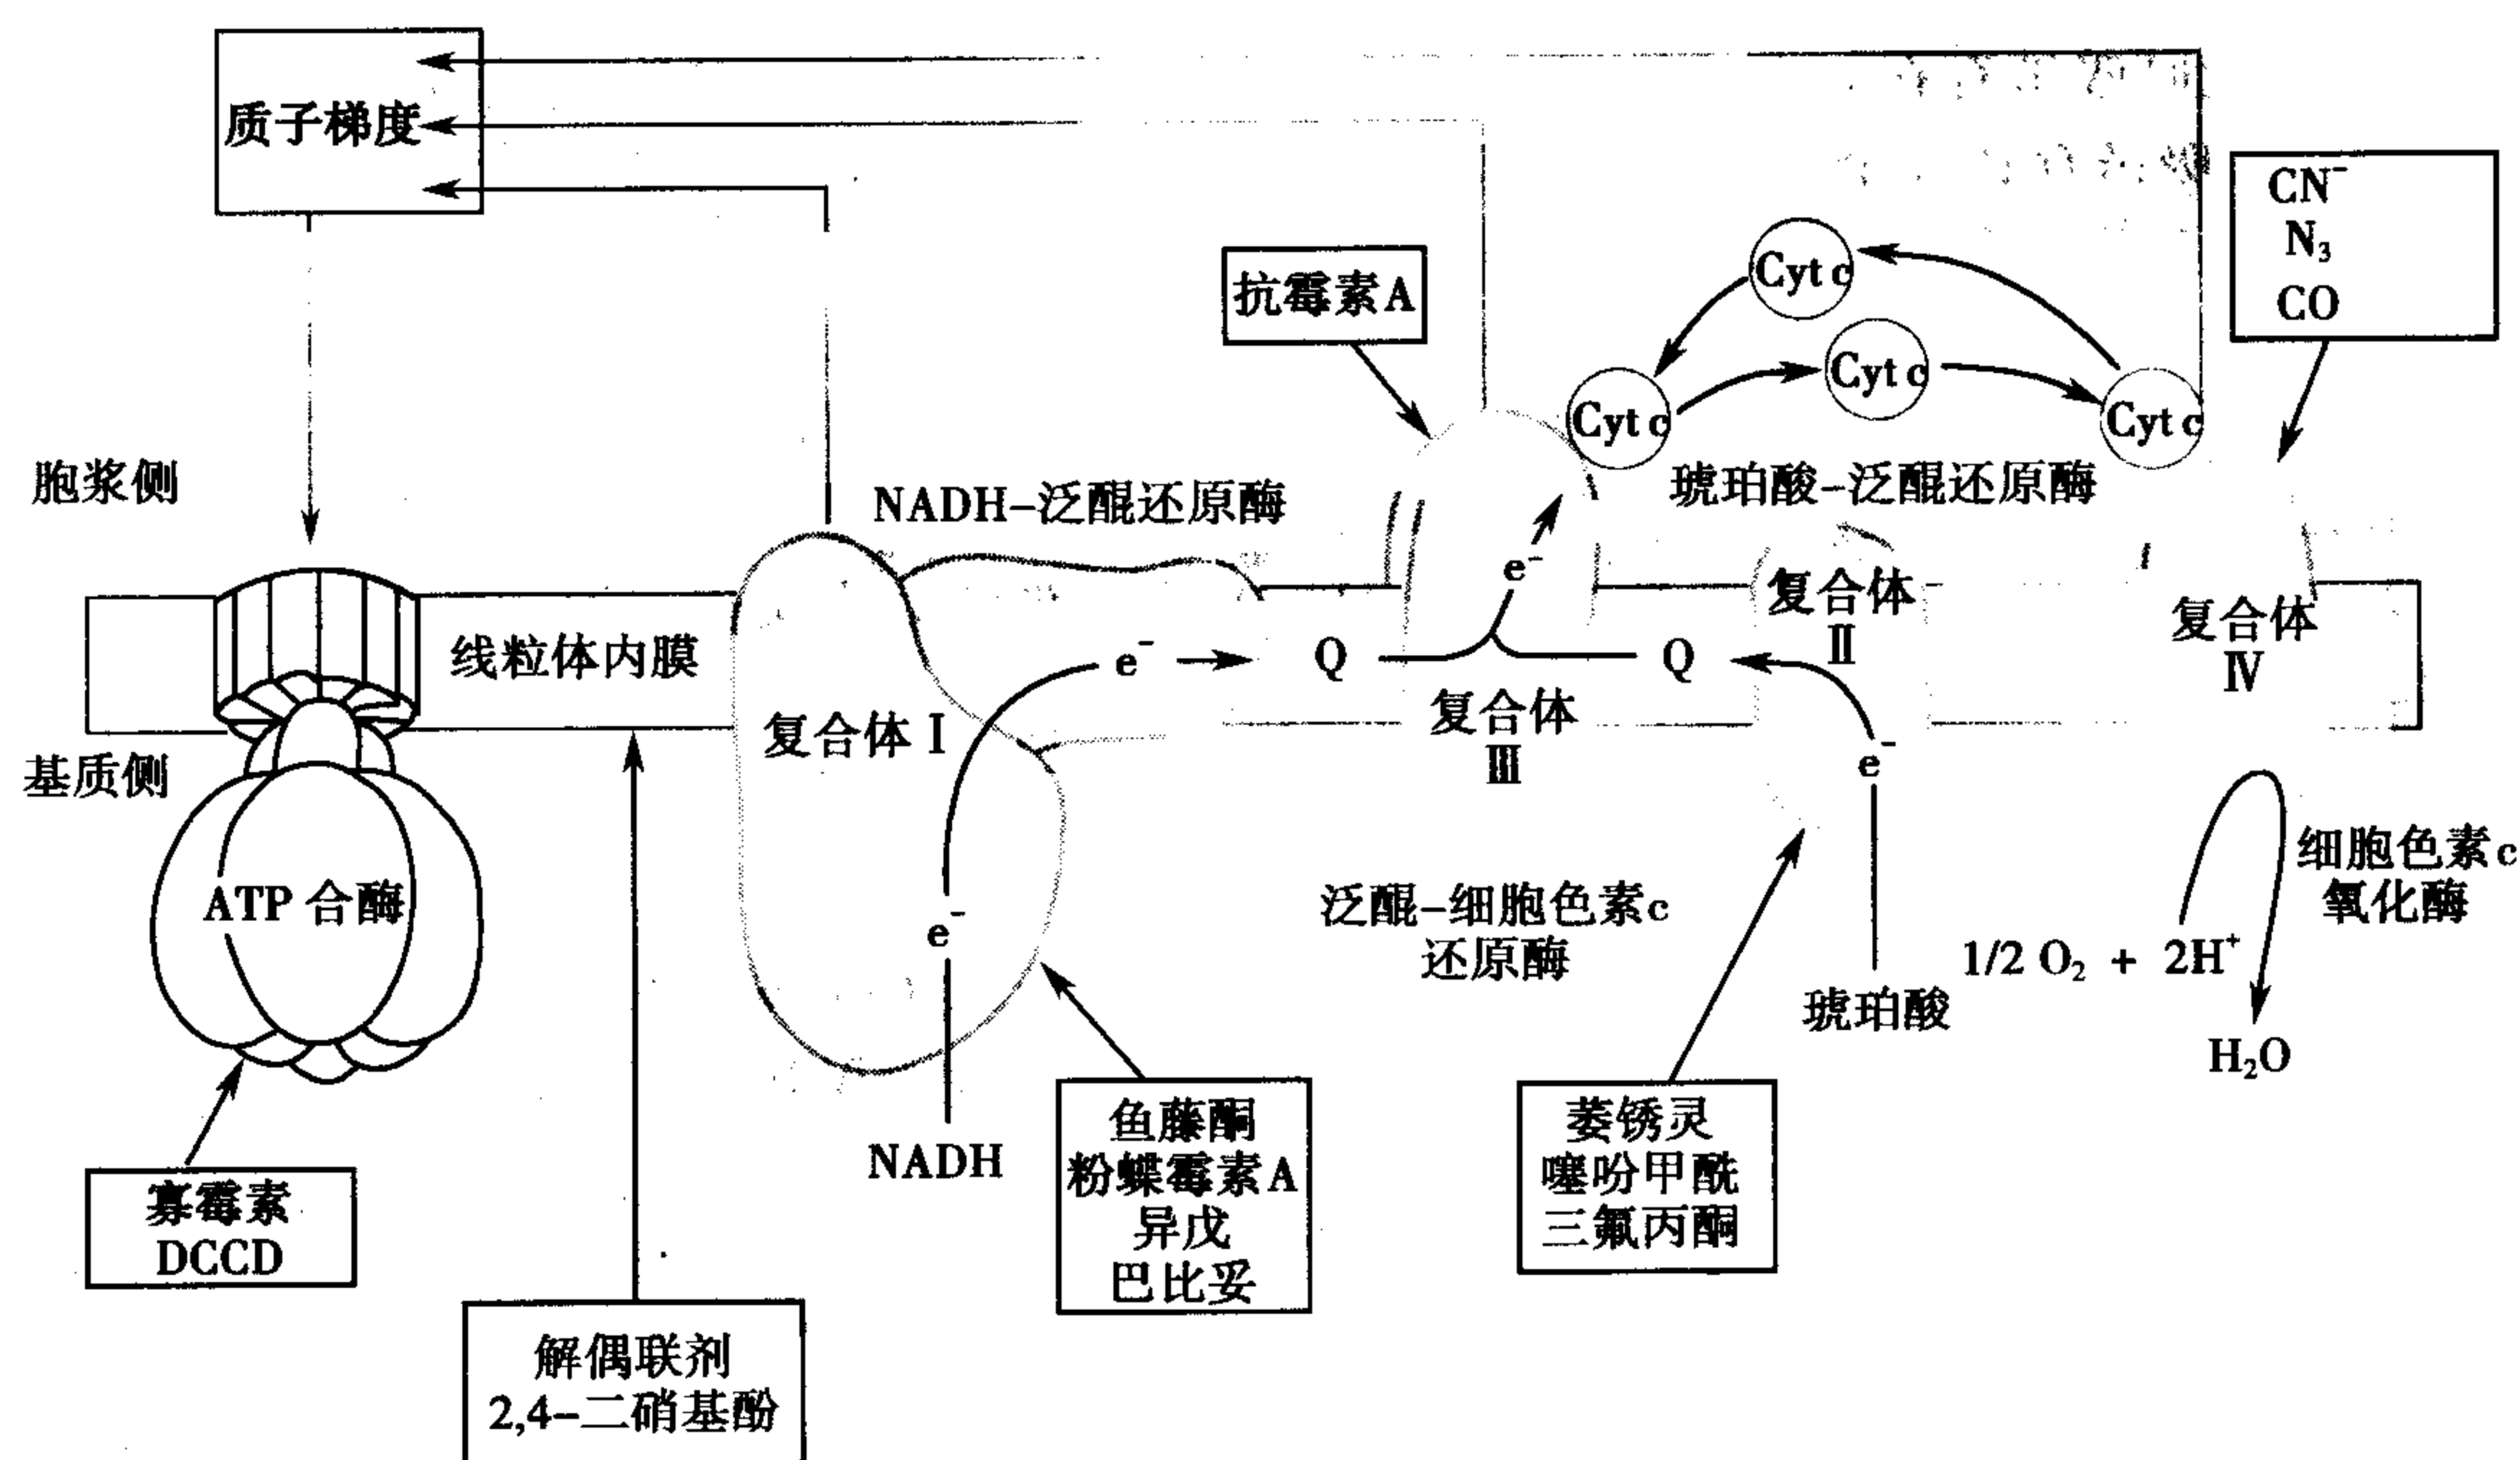 质子梯度
CN⁻
N₃
CO
抗霉素A
Cyt c
Cyt c
Cyt c
Cyt c
胞浆侧
NADH-泛醌还原酶
琥珀酸-泛醌还原酶
e⁻
复合体
Ⅱ
复合体
Ⅳ
线粒体内膜
e⁻
Q
Q
复合体Ⅰ
复合体
Ⅲ
e⁻
基质侧
ATP合酶
e⁻
泛醌-细胞色素c
还原酶
细胞色素c
氧化酶
1/2 O₂ + 2H⁺
琥珀酸
H₂O
NADH
鱼藤酮
粉蝶霉素A
异戊
巴比妥
萎锈灵
噻吩甲酰
三氟丙酮
寡霉素
DCCD
解偶联剂
2,4-二硝基酚